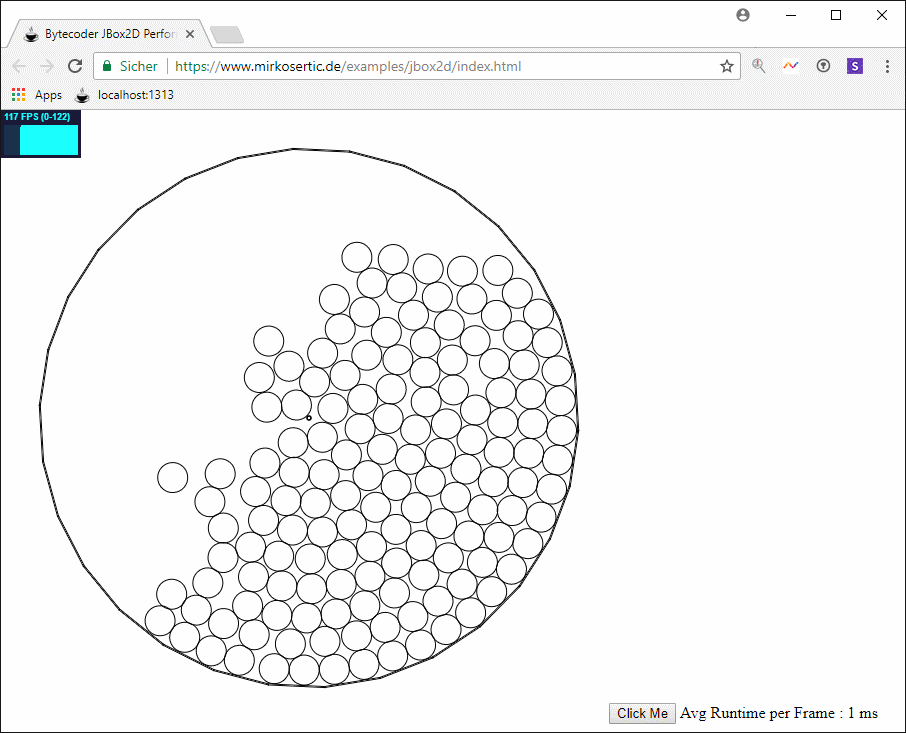 Bytecoder JBox2D Perfor
Sicher https://www.mirkosertic.de/examples/jbox2d/index.html
S
Apps localhost:1313
117 FPS (0-122)
Click Me Avg Runtime per Frame : 1 ms